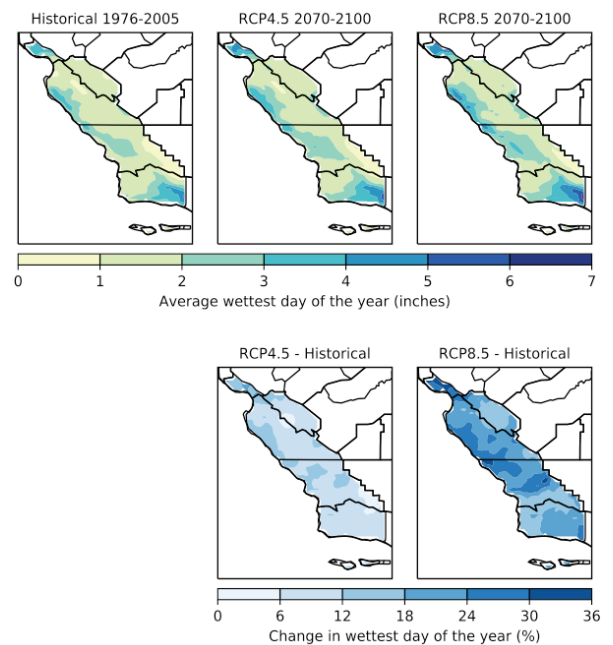 Historical 1976-2005 RCP4.5 2070-2100 RCP8.5 2070-2100
0 1 2 3 4 5 6 7
Average wettest day of the year (inches)
RCP4.5 - Historical RCP8.5 - Historical
0 6 12 18 24 30 36
Change in wettest day of the year (%)